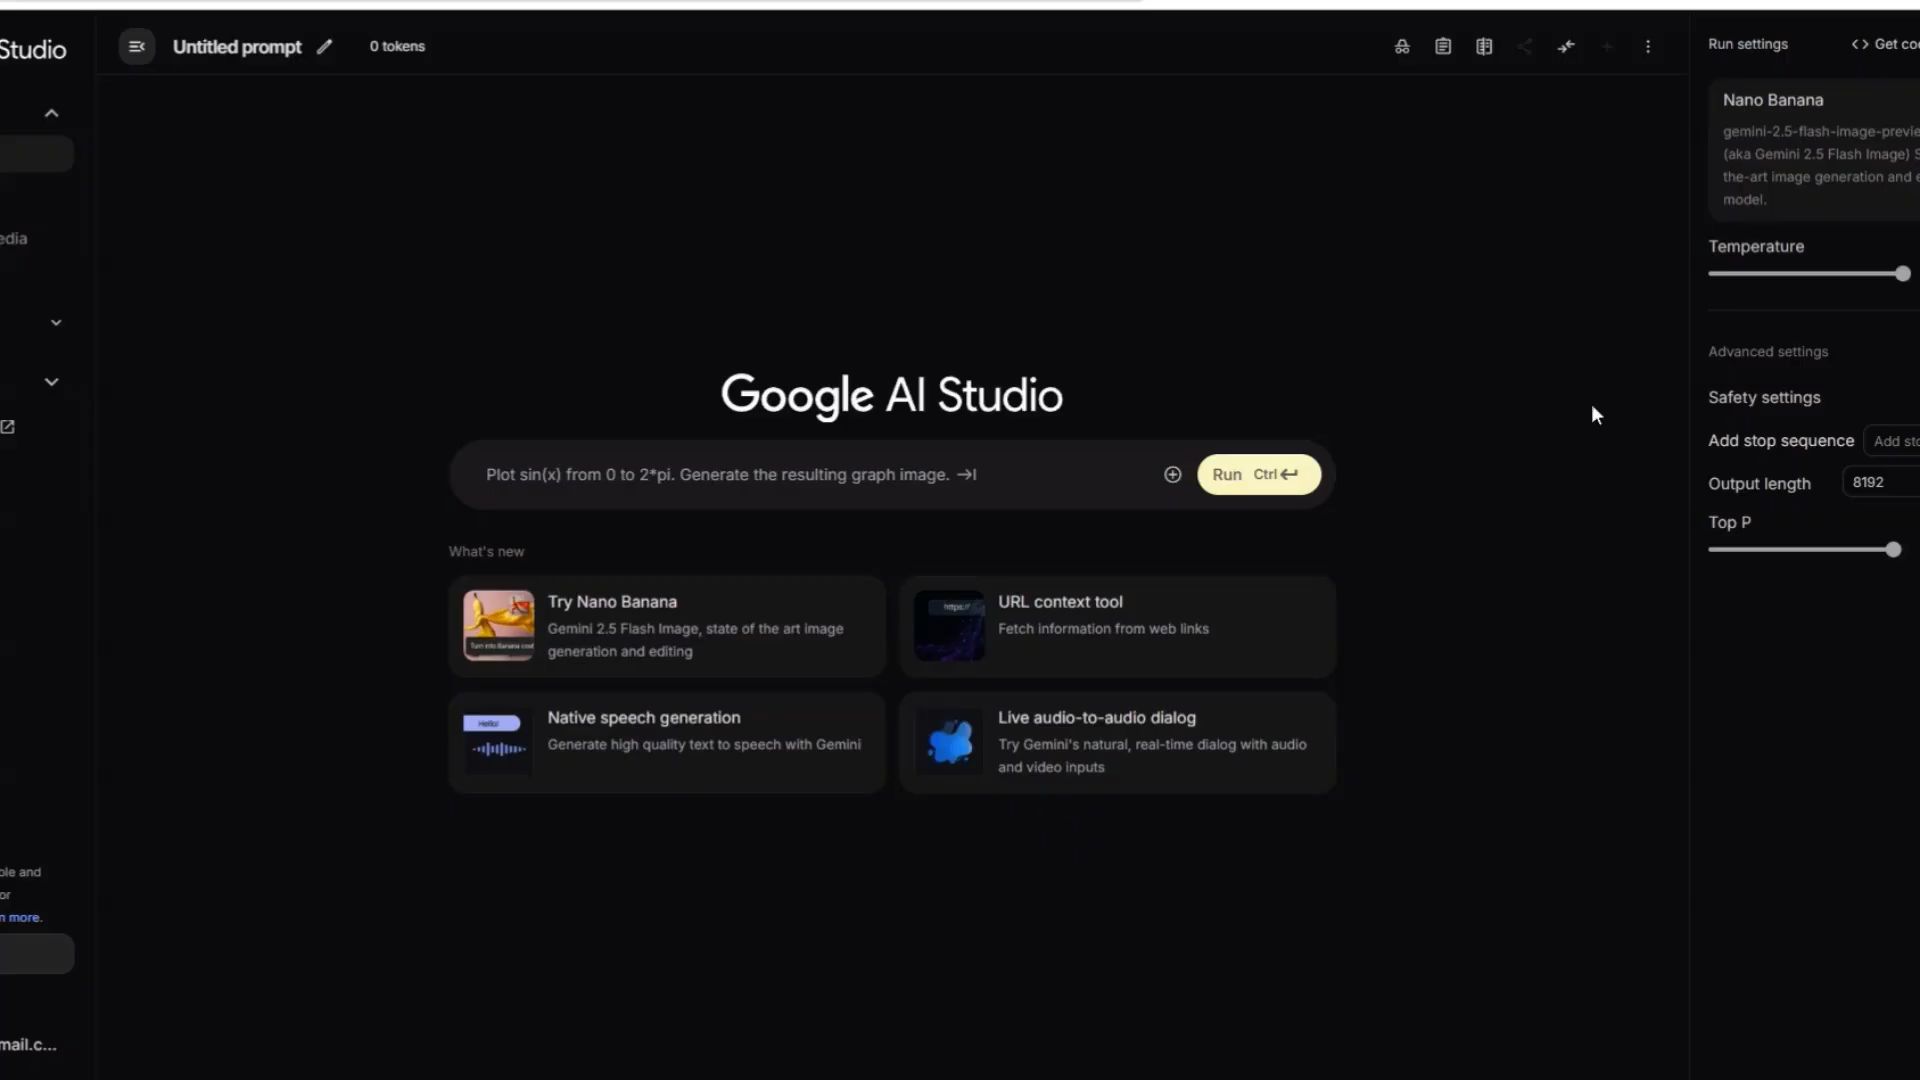 Studio
Untitled prompt
0 tokens
Run settings
Get
Nano Banana
gemini-2.5-flash-image-previe
(aka Gemini 2.5 Flash Image) S
the-art image generation and e
model.
Temperature
edia
Advanced settings
Safety settings
Add stop sequence
Add
Output length
8192
Top P
Google AI Studio
Plot sin(x) from 0 to 2*pi. Generate the resulting graph image.
Run Ctrl
What's new
Try Nano Banana
Gemini 2.5 Flash Image, state of the art image
generation and editing
Turn into Banana
URL context tool
https://
Fetch information from web links
Hello!
Native speech generation
Generate high quality text to speech with Gemini
Live audio-to-audio dialog
Try Gemini's natural, real-time dialog with audio
and video inputs
ble and
or
n more.
mail.c...